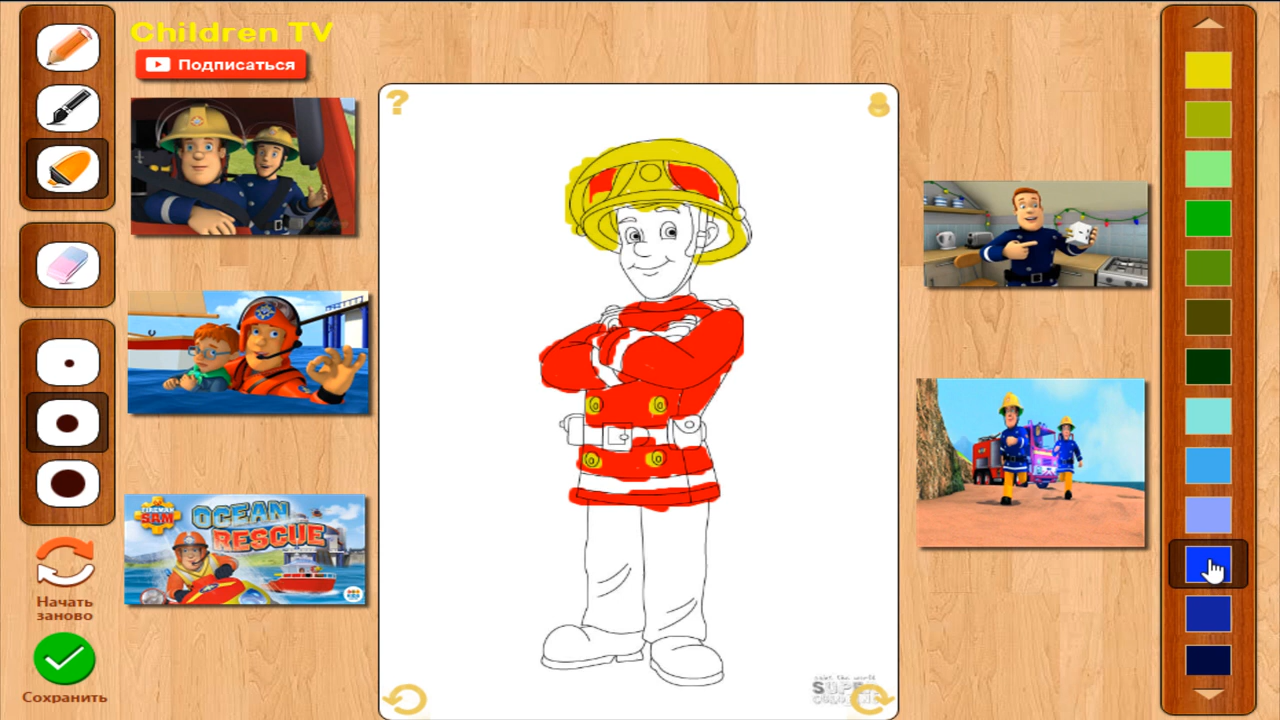 Children TV
Подписаться
?
FIREMAN
SAM
OCEAN
RESCUE
Начать
заново
Сохранить